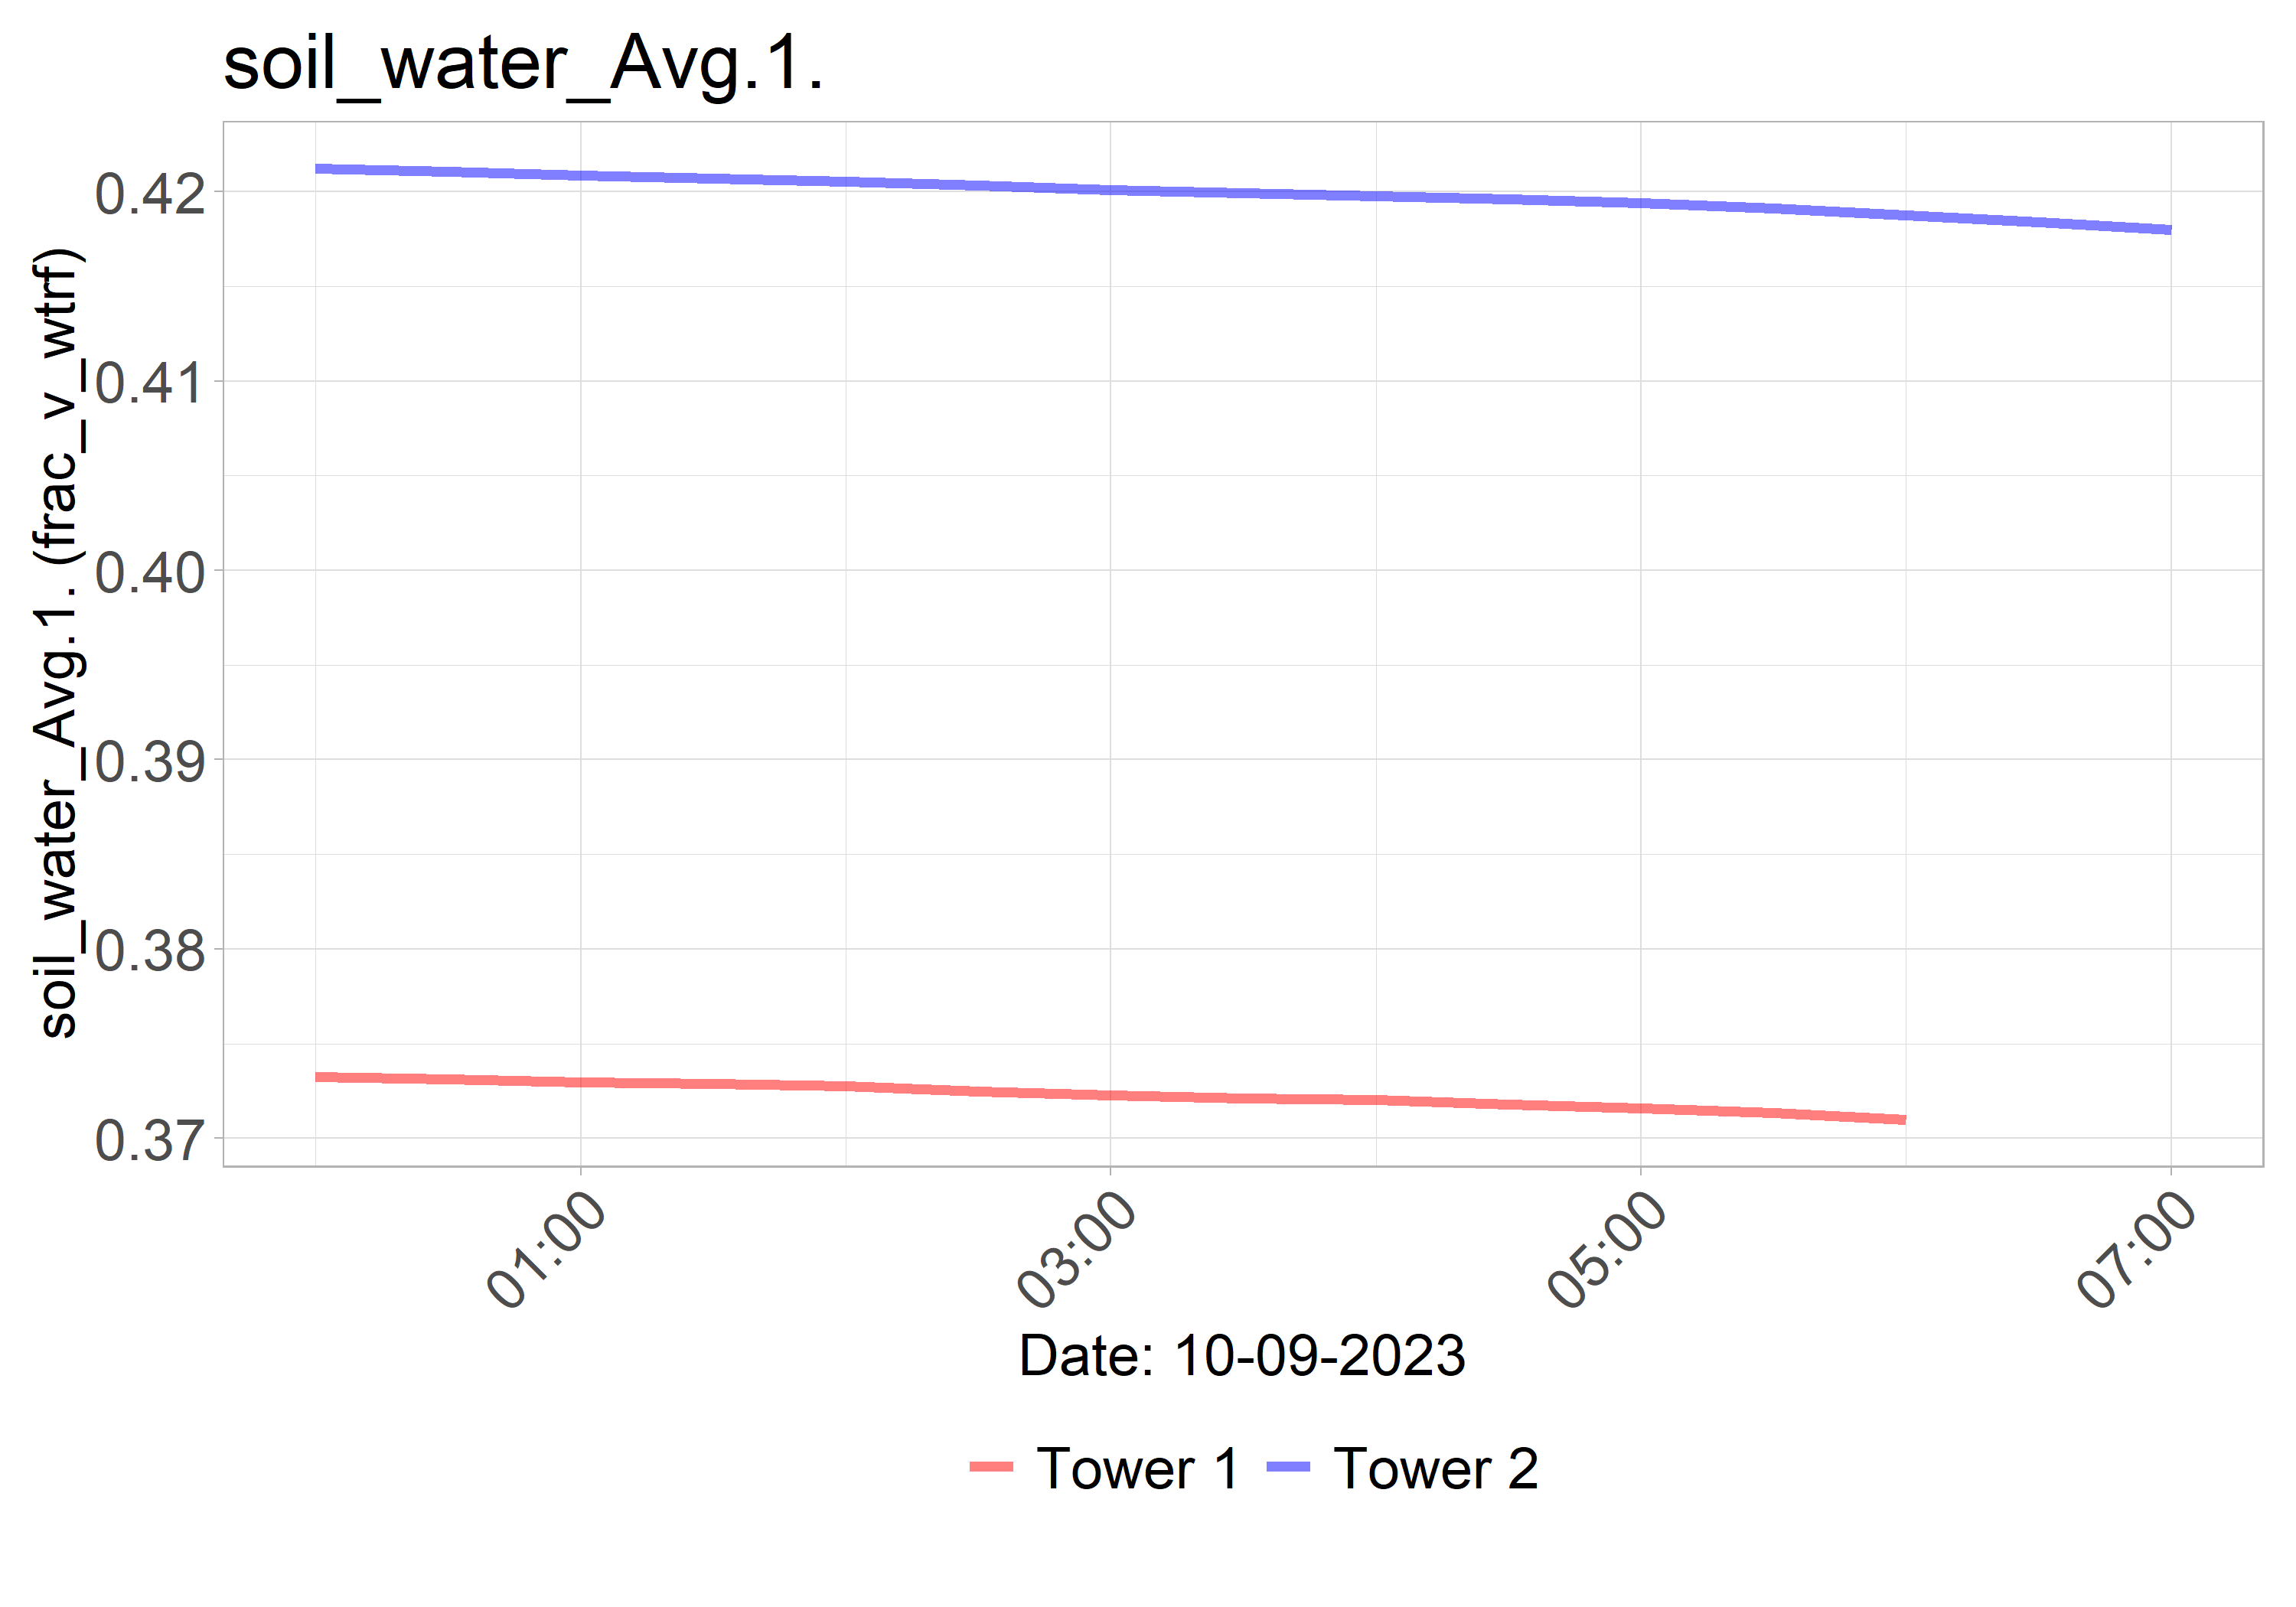 soil_water_Avg.1.
soil_water_Avg.1. (frac_v_wtrf)
0.42
0.41
0.40
0.39
0.38
0.37
01:00
03:00
05:00
07:00
Date: 10-09-2023
Tower 1 Tower 2